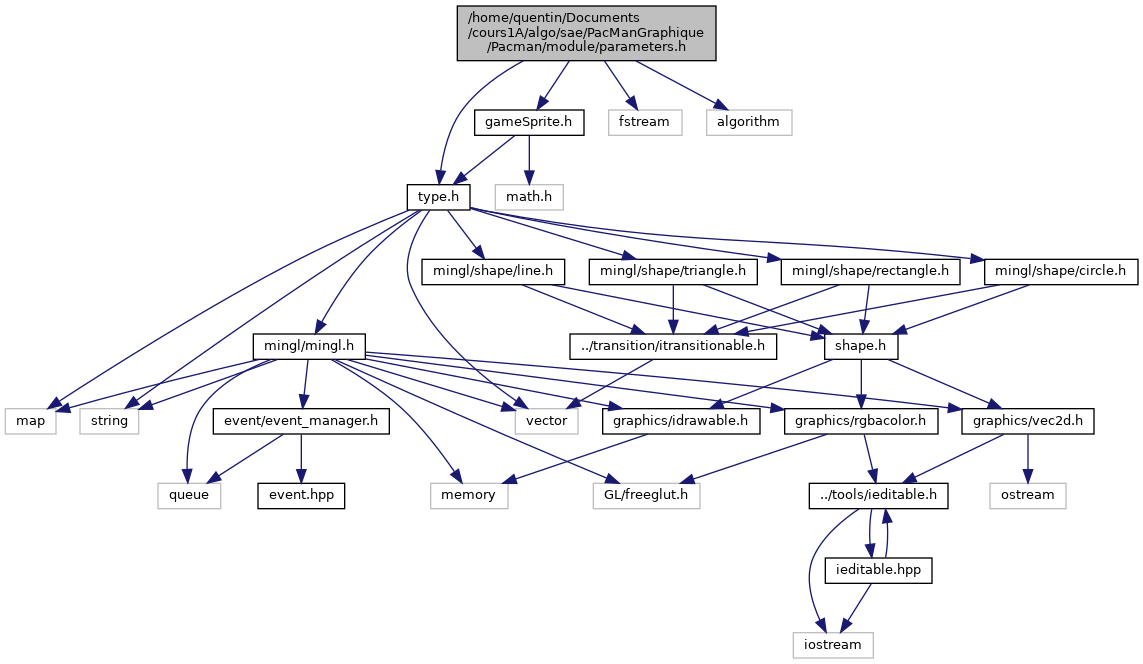 /home/quentin/Documents
/cours1A/algo/sae/PacManGraphique
/Pacman/module/parameters.h
gameSprite.h
fstream
algorithm
type.h
math.h
mingl/shape/line.h
mingl/shape/triangle.h
mingl/shape/rectangle.h
mingl/shape/circle.h
mingl/mingl.h
../transition/itransitionable.h
shape.h
map
string
event/event_manager.h
vector
graphics/idrawable.h
graphics/rgbacolor.h
graphics/vec2d.h
queue
event.hpp
memory
GL/freeglut.h
../tools/ieditable.h
ostream
ieditable.hpp
iostream